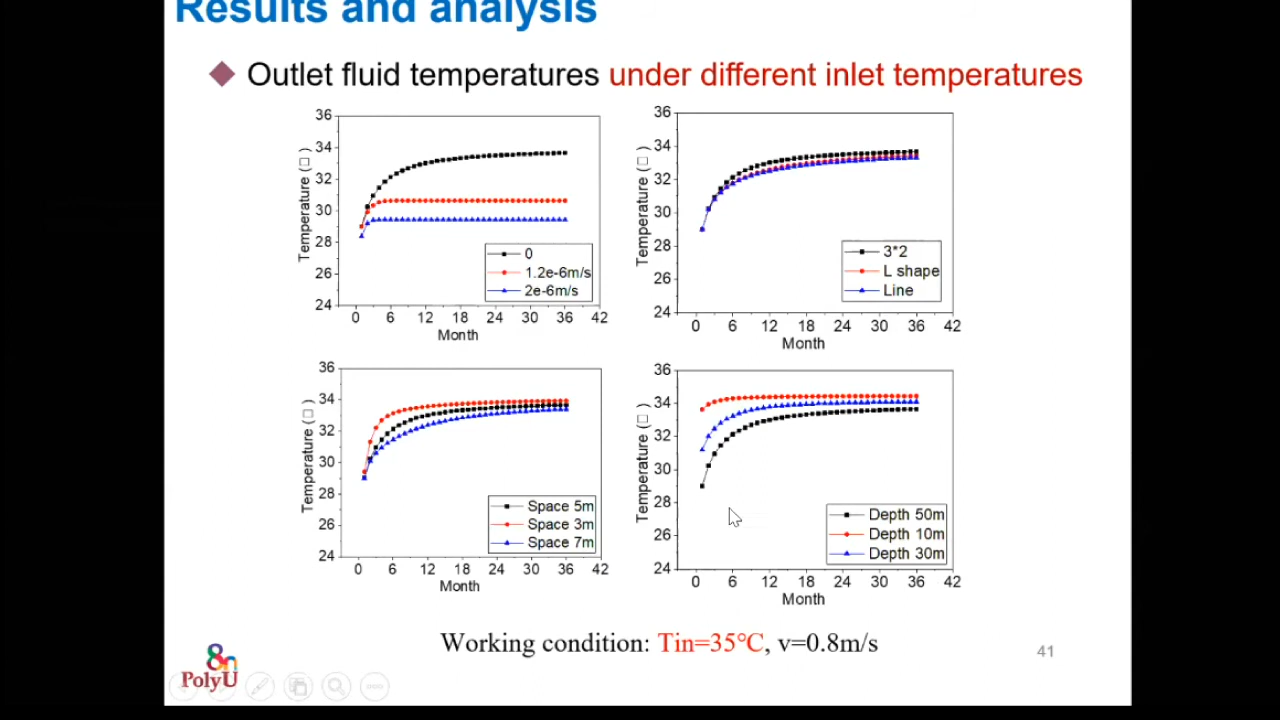 Results and analysis
Outlet fluid temperatures under different inlet temperatures
36
34
32
30
28
26
24
Temperature (□)
0
1.2e-6m/s
2e-6m/s
0 6 12 18 24 30 36 42
Month
36
34
32
30
28
26
24
Temperature (□)
3*2
L shape
Line
0 6 12 18 24 30 36 42
Month
36
34
32
30
28
26
24
Temperature (□)
Space 5m
Space 3m
Space 7m
0 6 12 18 24 30 36 42
Month
36
34
32
30
28
26
24
Temperature (□)
Depth 50m
Depth 10m
Depth 30m
0 6 12 18 24 30 36 42
Month
Working condition: Tin=35℃, v=0.8m/s
41
PolyU